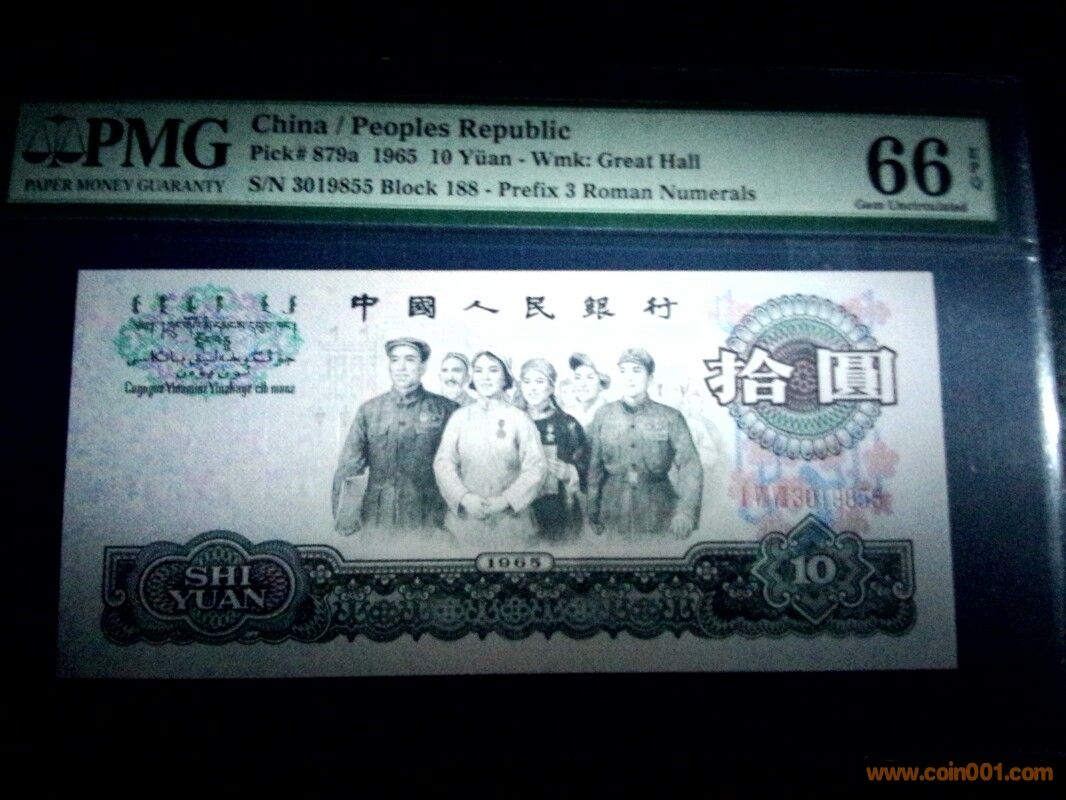 PMG
PAPER MONEY GUARANTY
China / Peoples Republic
Pick# 879a 1965 10 Yüan - Wmk: Great Hall
S/N 3019855 Block 188 - Prefix 3 Roman Numerals
66 EPQ
Gem Uncirculated
中國人民銀行
拾圓
3019855
1965
SHI
YUAN
10
www.coin001.com